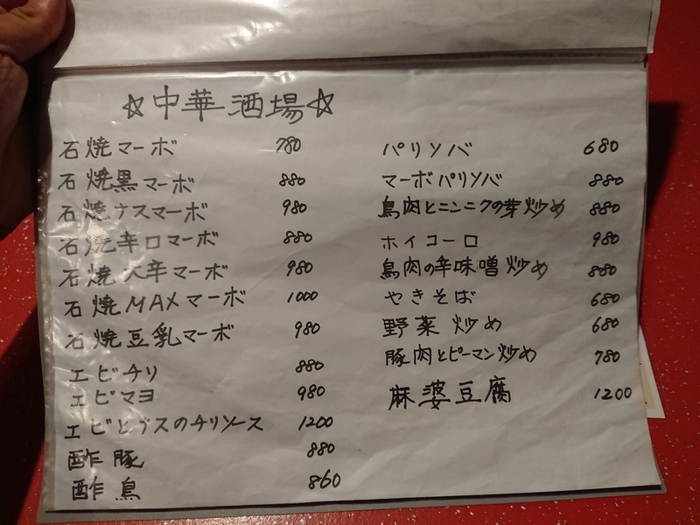 ☆中華酒場☆
石焼マーボ 780
石焼黒マーボ 880
石焼ナスマーボ 980
石焼辛口マーボ 880
石焼大辛マーボ 980
石焼MAXマーボ 1000
石焼豆乳マーボ 980
エビチリ 880
エビマヨ 980
エビとナスのチリソース 1200
酢豚 880
酢鳥 860
パリソバ 680
マーボパリソバ 880
鳥肉とニンニクの芽炒め 880
ホイコーロ 980
鳥肉の辛味噌炒め 880
やきそば 680
野菜炒め 680
豚肉とピーマン炒め 780
麻婆豆腐 1200